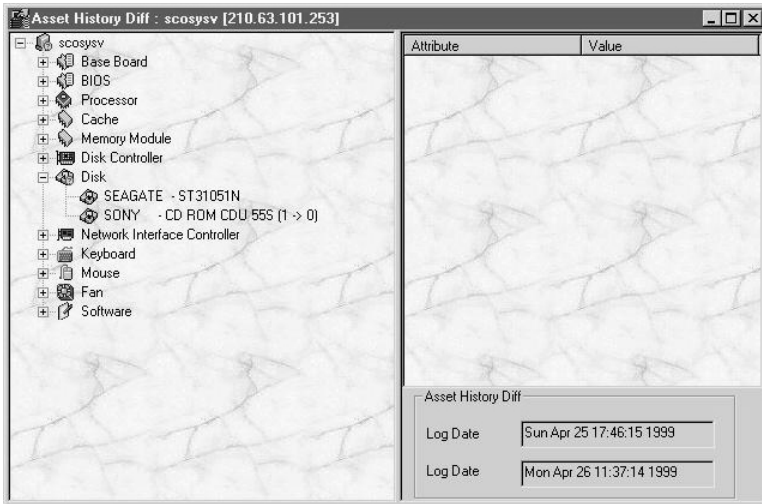 Asset History Diff : scosysv [210.63.101.253]
scosysv
Base Board
BIOS
Processor
Cache
Memory Module
Disk Controller
Disk
SEAGATE - ST31051N
SONY - CD ROM CDU 55S (1 -> 0)
Network Interface Controller
Keyboard
Mouse
Fan
Software
Attribute Value
Asset History Diff
Log Date Sun Apr 25 17:46:15 1999
Log Date Mon Apr 26 11:37:14 1999